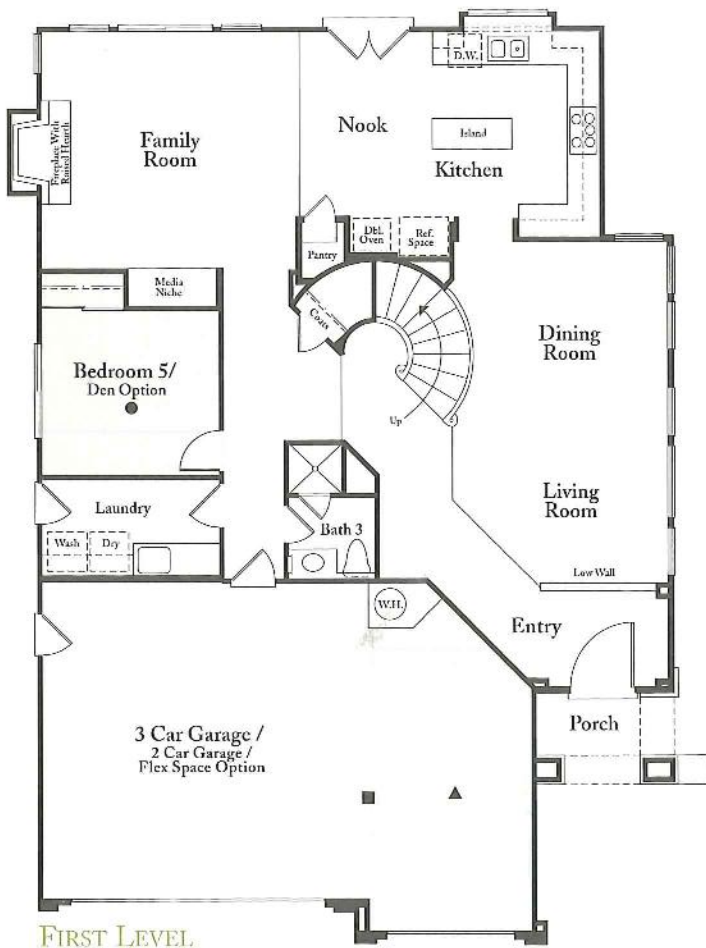 D.W.
Family
Room
Nook
Island
Kitchen
Fireplace With
Raised Hearth
Pantry
Dbl.
Oven
Ref.
Space
Media
Niche
Coats
Dining
Room
Bedroom 5/
Den Option
Up
Laundry
Living
Room
Wash
Dry
Bath 3
Low Wall
W.H.
Entry
Porch
3 Car Garage /
2 Car Garage /
Flex Space Option
FIRST LEVEL